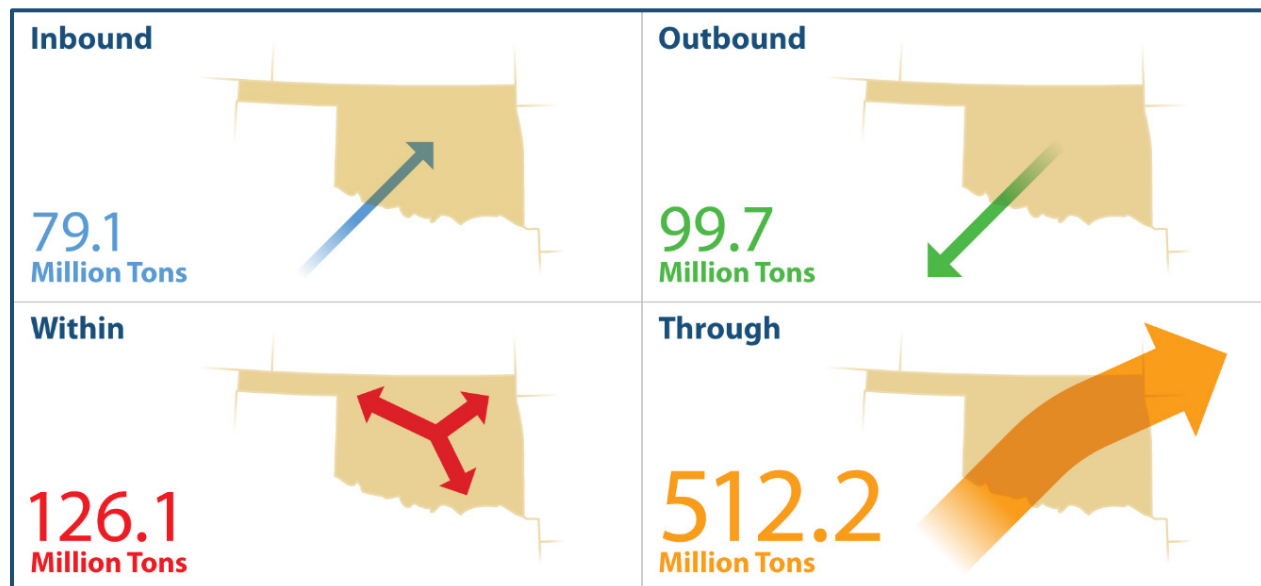 Inbound
79.1
Million Tons
Outbound
99.7
Million Tons
Within
126.1
Million Tons
Through
512.2
Million Tons